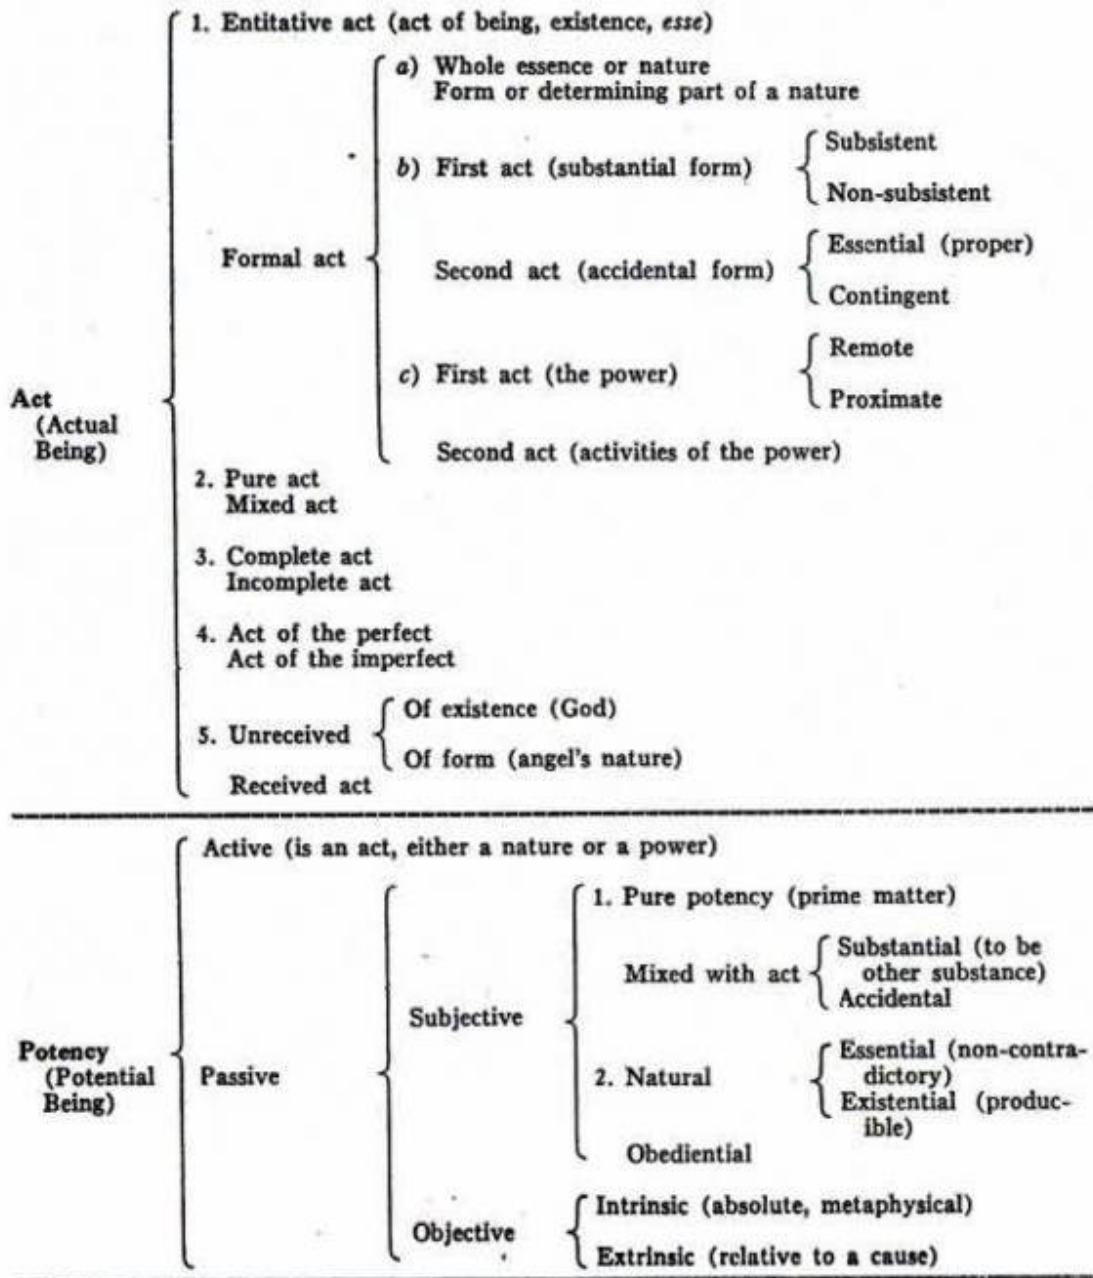 1. Entitative act (act of being, existence, esse)
a) Whole essence or nature
Form or determining part of a nature
b) First act (substantial form)
Subsistent
Non-subsistent
Formal act
Second act (accidental form)
Essential (proper)
Contingent
c) First act (the power)
Remote
Proximate
Act
(Actual
Being)
Second act (activities of the power)
2. Pure act
Mixed act
3. Complete act
Incomplete act
4. Act of the perfect
Act of the imperfect
5. Unreceived
Of existence (God)
Of form (angel's nature)
Received act
Active (is an act, either a nature or a power)
1. Pure potency (prime matter)
Mixed with act
Substantial (to be
other substance)
Accidental
Subjective
Potency
(Potential
Being)
Passive
2. Natural
Essential (non-contra-
dictory)
Existential (produc-
ible)
Obediential
Objective
Intrinsic (absolute, metaphysical)
Extrinsic (relative to a cause)